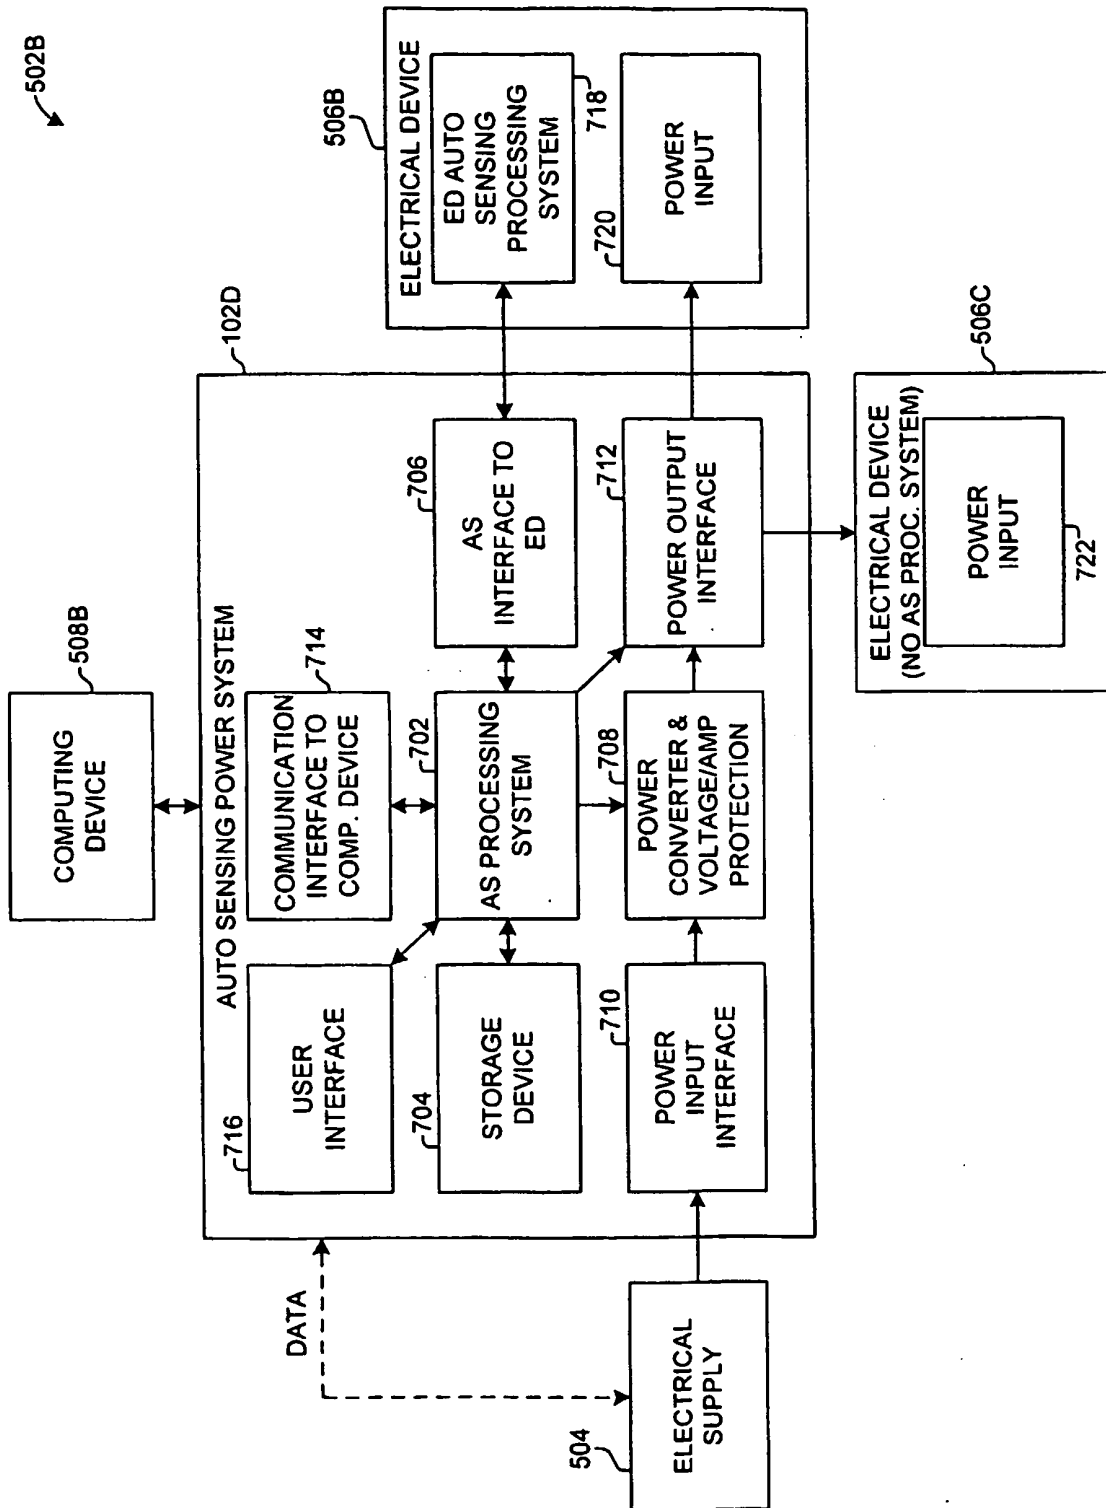 502B
COMPUTING
DEVICE
508B
AUTO SENSING POWER SYSTEM
102D
716
USER
INTERFACE
COMMUNICATION
INTERFACE TO
COMP. DEVICE
714
704
STORAGE
DEVICE
702
AS PROCESSING
SYSTEM
706
AS
INTERFACE TO
ED
710
POWER
INPUT
INTERFACE
708
POWER
CONVERTER &
VOLTAGE/AMP
PROTECTION
712
POWER OUTPUT
INTERFACE
506B
ELECTRICAL DEVICE
ED AUTO
SENSING
PROCESSING
SYSTEM
718
720
POWER
INPUT
DATA
504
ELECTRICAL
SUPPLY
506C
ELECTRICAL DEVICE
(NO AS PROC. SYSTEM)
POWER
INPUT
722